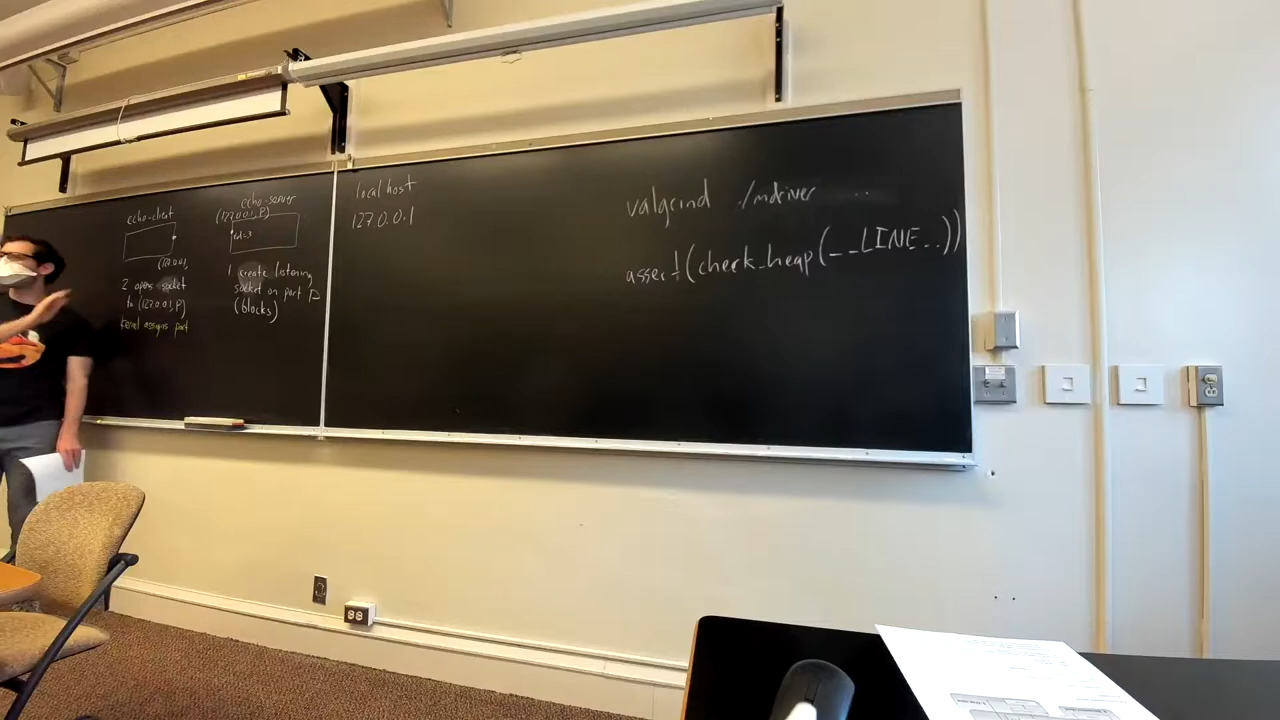 echo-client
(127.0.0.1,
2 opens socket
to (127.0.0.1, P)
kernel assigns port
echo-server
(127.0.0.1, P)
fd=3
1 create listening
socket on port P
(blocks)
local host
127.0.0.1
valgrind ./mdriver ..
assert(check_heap(__LINE__))